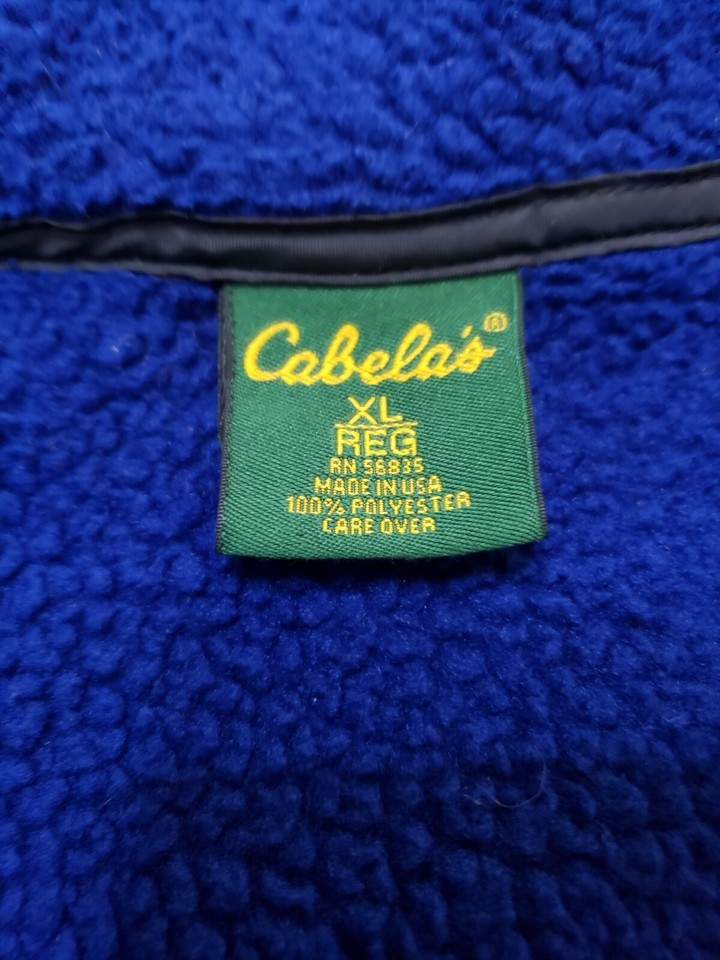 Cabela's®
XL
REG
RN 56835
MADE IN USA
100% POLYESTER
CARE OVER